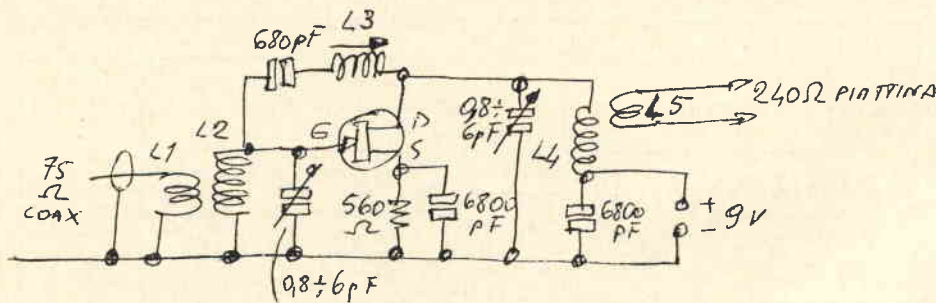 680pF
L3
L1
L2
75
Ω
COAX
G
D
S
560
Ω
6800
pF
0,8÷
6pF
L4
L5
240Ω PIATTINA
6800
pF
+
-
9V
0,8÷6pF